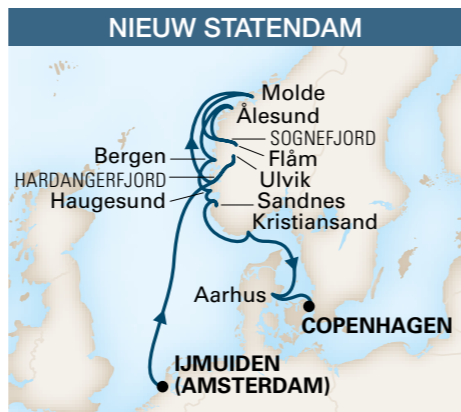 NIEUW STATENDAM
Molde
Ålesund
SOGNEFJORD
Bergen
Flåm
HARDANGERFJORD
Ulvik
Haugesund
Sandnes
Kristiansand
Aarhus
COPENHAGEN
IJMUIDEN
(AMSTERDAM)